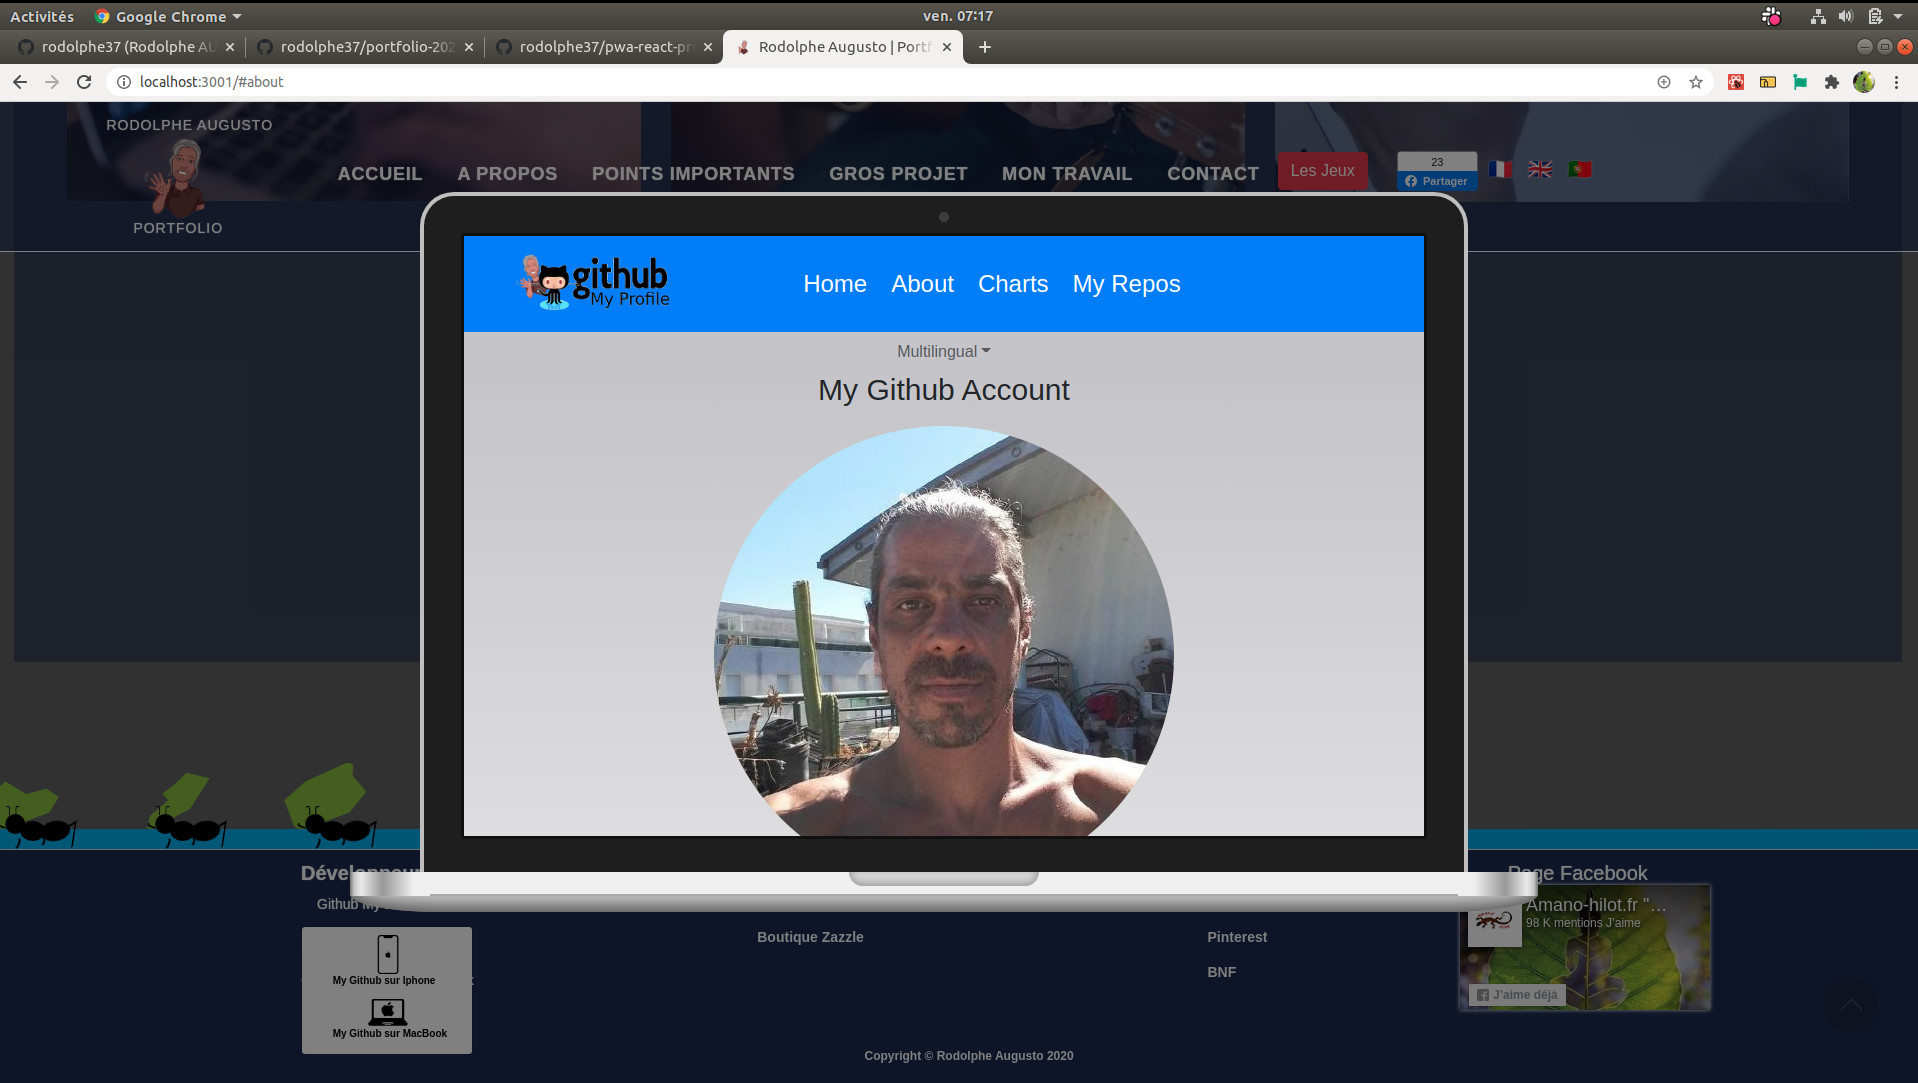 Activités
Google Chrome
ven. 07:17
rodolphe37 (Rodolphe AU
rodolphe37/portfolio-202
rodolphe37/pwa-react-pr
Rodolphe Augusto | Portf
localhost:3001/#about
RODOLPHE AUGUSTO
PORTFOLIO
ACCUEIL
A PROPOS
POINTS IMPORTANTS
GROS PROJET
MON TRAVAIL
CONTACT
Les Jeux
23
Partager
github
My Profile
Home
About
Charts
My Repos
Multilingual
My Github Account
Github My
My Github sur Iphone
My Github sur MacBook
Boutique Zazzle
Pinterest
BNF
Page Facebook
Amano-hilot.fr "...
98 K mentions J'aime
J'aime déjà
Copyright © Rodolphe Augusto 2020